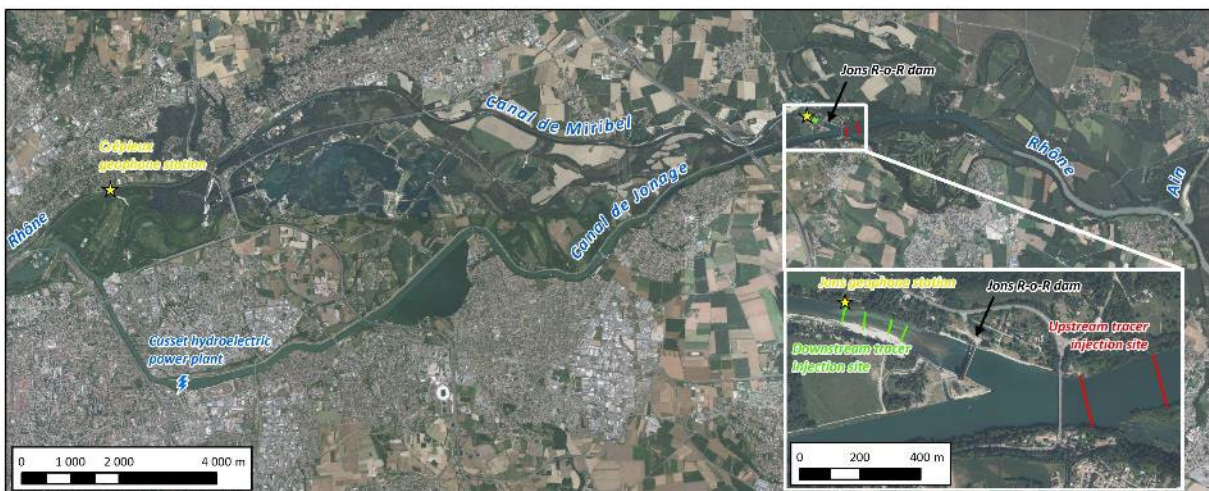 Jons R-o-R dam
Canal de Miribel
Crépieux
geophone station
Rhône
Ain
Rhône
Canal de Jonage
Cusset hydroelectric
power plant
Jons geophone station
Jons R-o-R dam
Upstream tracer
injection site
Downstream tracer
injection site
0 1 000 2 000 4 000 m
0 200 400 m